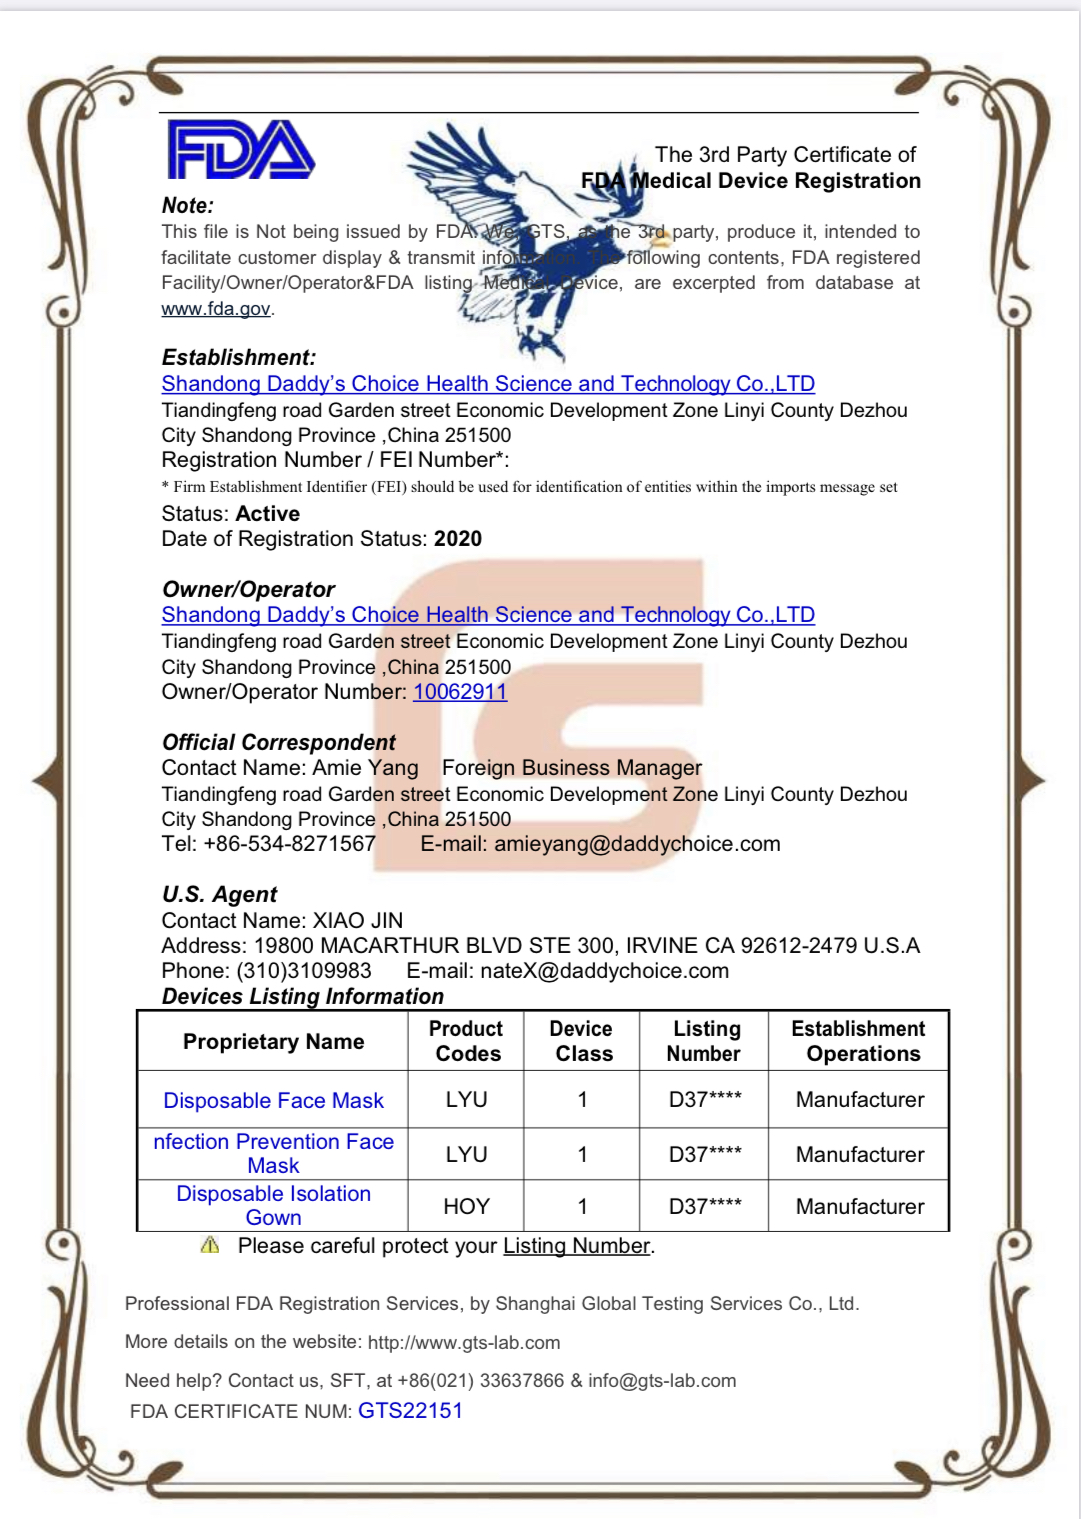 FDA
The 3rd Party Certificate of
FDA Medical Device Registration
Note:
This file is Not being issued by FDA. We, GTS, as the 3rd party, produce it, intended to
facilitate customer display & transmit information. The following contents, FDA registered
Facility/Owner/Operator&FDA listing Medical Device, are excerpted from database at
www.fda.gov.
Establishment:
Shandong Daddy’s Choice Health Science and Technology Co.,LTD
Tiandingfeng road Garden street Economic Development Zone Linyi County Dezhou
City Shandong Province ,China 251500
Registration Number / FEI Number*:
* Firm Establishment Identifier (FEI) should be used for identification of entities within the imports message set
Status: Active
Date of Registration Status: 2020
Owner/Operator
Shandong Daddy’s Choice Health Science and Technology Co.,LTD
Tiandingfeng road Garden street Economic Development Zone Linyi County Dezhou
City Shandong Province ,China 251500
Owner/Operator Number: 10062911
Official Correspondent
Contact Name: Amie Yang Foreign Business Manager
Tiandingfeng road Garden street Economic Development Zone Linyi County Dezhou
City Shandong Province ,China 251500
Tel: +86-534-8271567 E-mail: amieyang@daddychoice.com
U.S. Agent
Contact Name: XIAO JIN
Address: 19800 MACARTHUR BLVD STE 300, IRVINE CA 92612-2479 U.S.A
Phone: (310)3109983 E-mail: nateX@daddychoice.com
Devices Listing Information
Proprietary Name Product Codes Device Class Listing Number Establishment Operations
Disposable Face Mask LYU 1 D37**** Manufacturer
nfection Prevention Face Mask LYU 1 D37**** Manufacturer
Disposable Isolation Gown HOY 1 D37**** Manufacturer
Please careful protect your Listing Number.
Professional FDA Registration Services, by Shanghai Global Testing Services Co., Ltd.
More details on the website: http://www.gts-lab.com
Need help? Contact us, SFT, at +86(021) 33637866 & info@gts-lab.com
FDA CERTIFICATE NUM: GTS22151